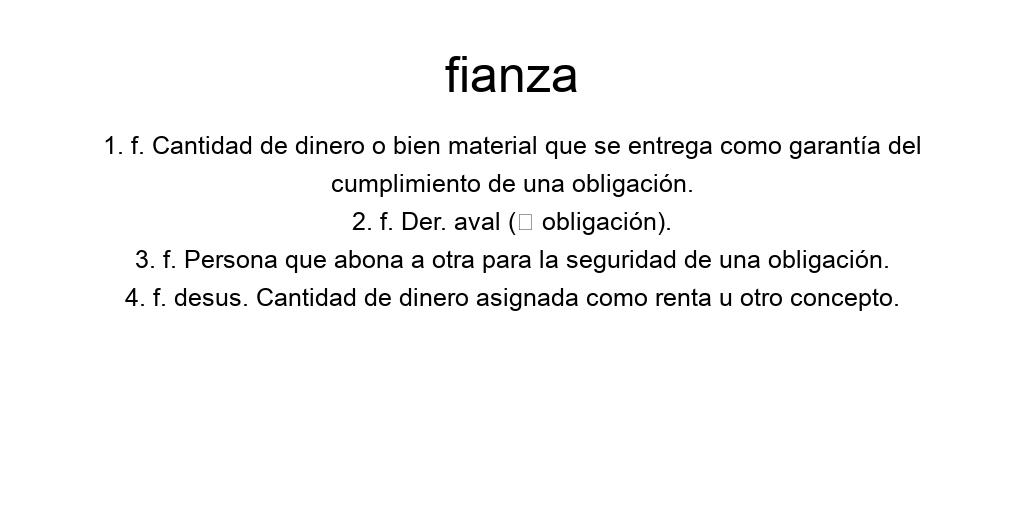 fianza
1. f. Cantidad de dinero o bien material que se entrega como garantía del
cumplimiento de una obligación.
2. f. Der. aval (□ obligación).
3. f. Persona que abona a otra para la seguridad de una obligación.
4. f. desus. Cantidad de dinero asignada como renta u otro concepto.